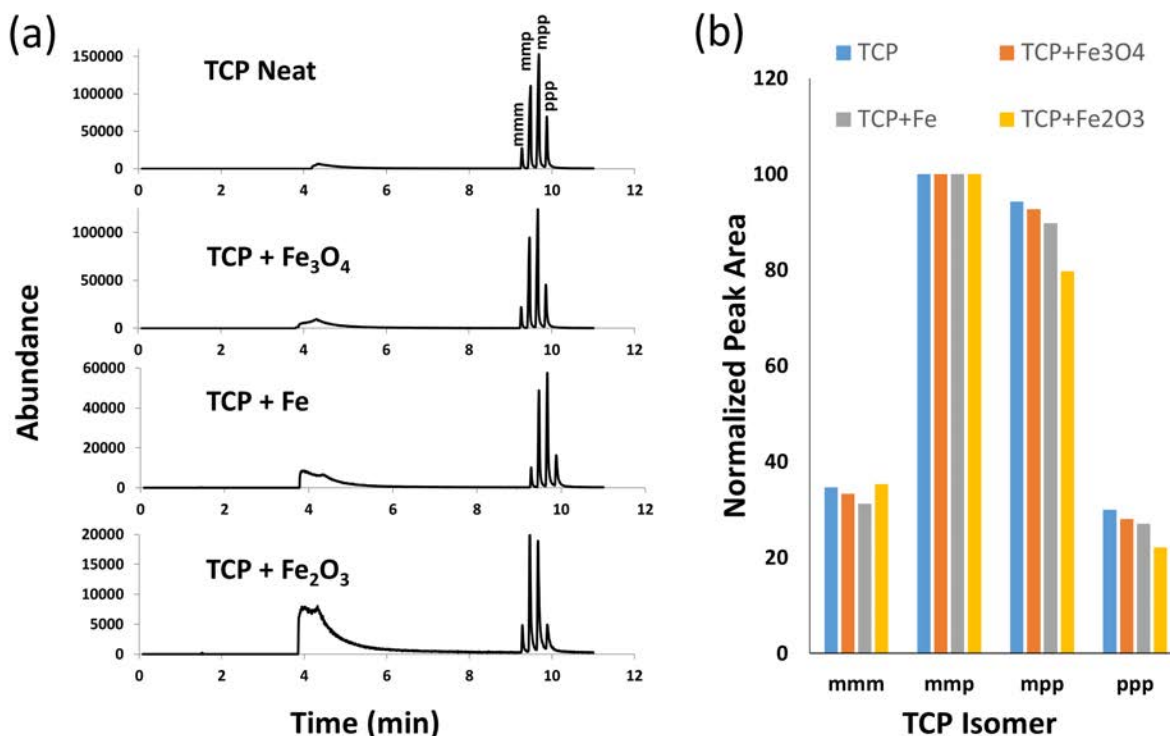 (a)
TCP Neat
150000
100000
50000
0
mmm
mmp
mpp
ppp
0 2 4 6 8 10 12
TCP + Fe₃O₄
100000
50000
0
0 2 4 6 8 10 12
TCP + Fe
60000
40000
20000
0
0 2 4 6 8 10 12
TCP + Fe₂O₃
20000
15000
10000
5000
0
0 2 4 6 8 10 12
Abundance
Time (min)
(b)
TCP TCP+Fe3O4
TCP+Fe TCP+Fe2O3
120
100
80
60
40
20
0
Normalized Peak Area
mmm mmp mpp ppp
TCP Isomer